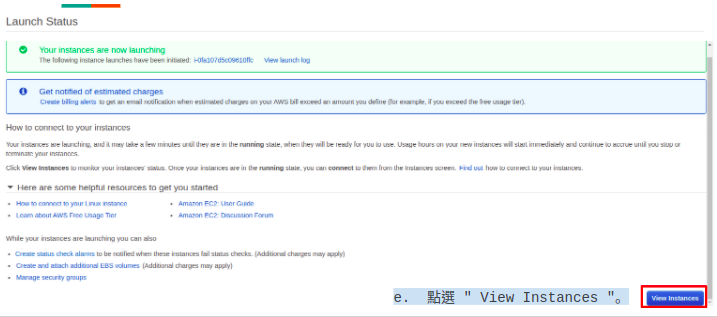 Launch Status
Your instances are now launching
The following instance launches have been initiated: i-0fa107d5c09610ffc View launch log
Get notified of estimated charges
Create billing alerts to get an email notification when estimated charges on your AWS bill exceed an amount you define (for example, if you exceed the free usage tier).
How to connect to your instances
Your instances are launching, and it may take a few minutes until they are in the running state, when they will be ready for you to use. Usage hours on your new instances will start immediately and continue to accrue until you stop or
terminate your instances.
Click View Instances to monitor your instances' status. Once your instances are in the running state, you can connect to them from the Instances screen. Find out how to connect to your instances.
Here are some helpful resources to get you started
• How to connect to your Linux instance
• Amazon EC2: User Guide
• Learn about AWS Free Usage Tier
• Amazon EC2: Discussion Forum
While your instances are launching you can also
• Create status check alarms to be notified when these instances fail status checks. (Additional charges may apply)
• Create and attach additional EBS volumes (Additional charges may apply)
• Manage security groups
e. 點選 " View Instances "。
View Instances